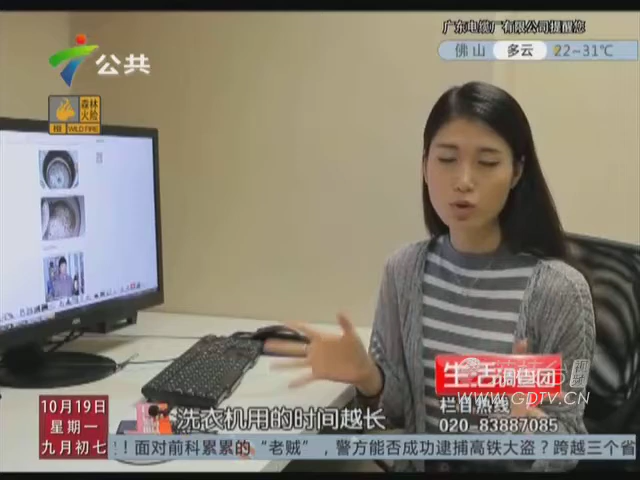 广东电缆厂有限公司提醒您
公共
佛山 多云 22~31℃
森林火险
橙 WILD FIRE
生活调查团
WWW.GDTV.CN
栏目热线
020-83887085
10月19日
星期一
九月初七
洗衣机用的时间越长
!!面对前科累累的“老贼”,警方能否成功逮捕高铁大盗?跨越三个省